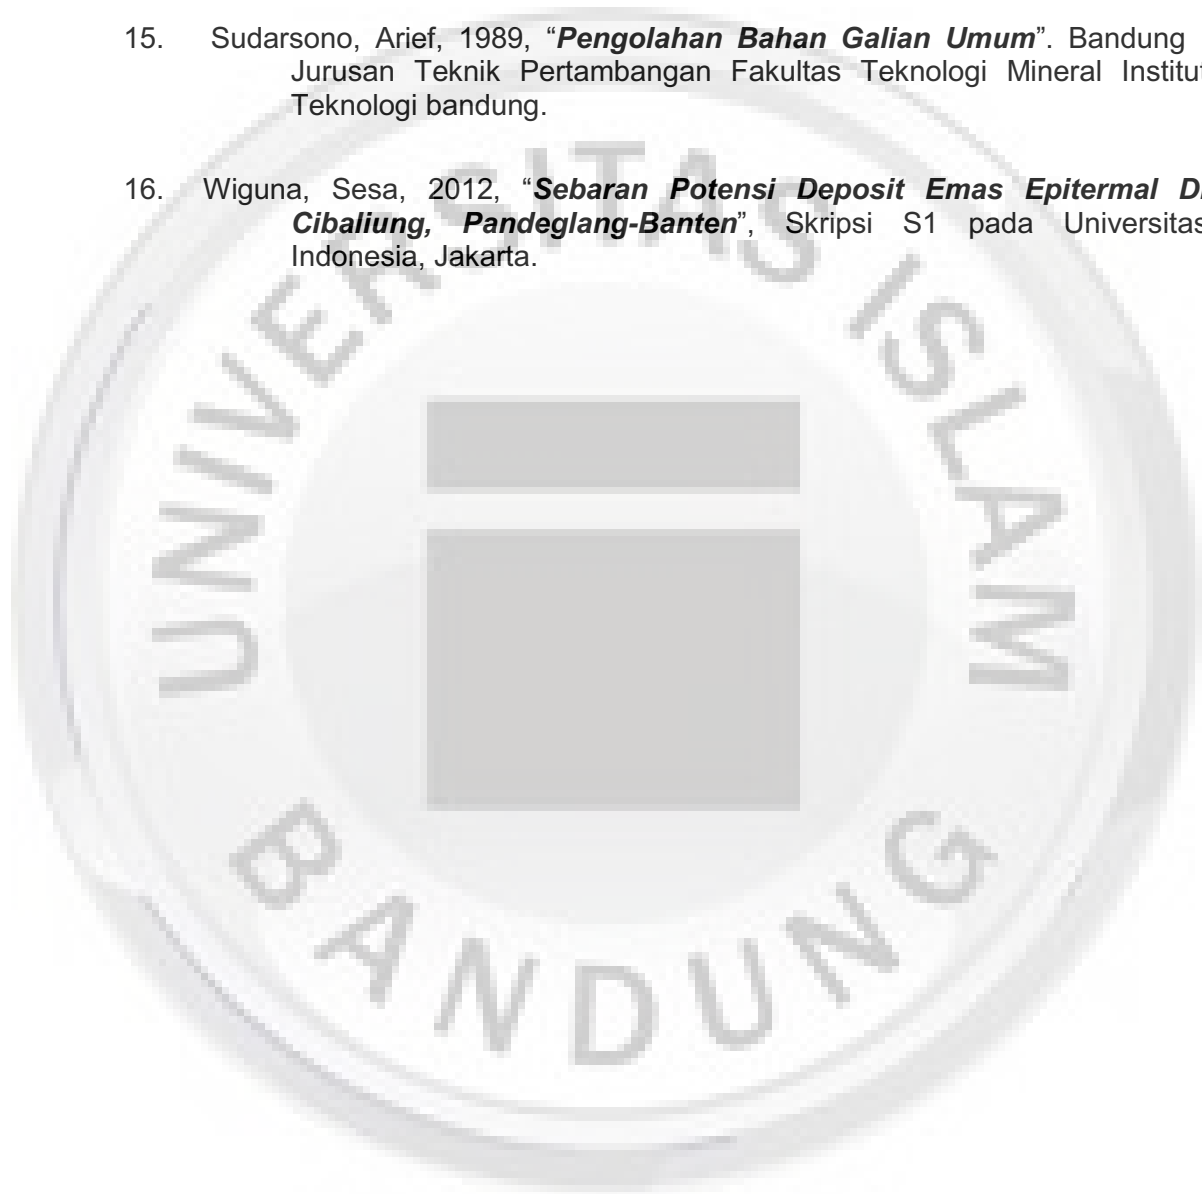 15. Sudarsono, Arief, 1989, “Pengolahan Bahan Galian Umum”. Bandung
Jurusan Teknik Pertambangan Fakultas Teknologi Mineral Institut
Teknologi bandung.
16. Wiguna, Sesa, 2012, “Sebaran Potensi Deposit Emas Epitermal Di
Cibaliung, Pandeglang-Banten”, Skripsi S1 pada Universitas
Indonesia, Jakarta.
UNIVERSITAS ISLAM
BANDUNG